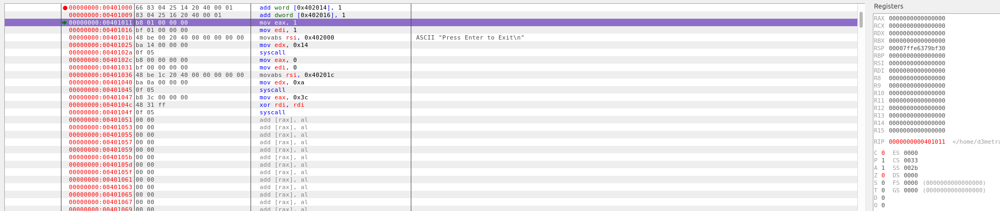 Registers
00000000:00401000 66 83 04 25 14 20 40 00 01 add word [0x402014], 1
00000000:00401009 83 04 25 16 20 40 00 01 add dword [0x402016], 1
00000000:00401011 b8 01 00 00 00 mov eax, 1
00000000:00401016 bf 01 00 00 00 mov edi, 1
00000000:0040101b 48 be 00 20 40 00 00 00 00 00 movabs rsi, 0x402000 ASCII "Press Enter to Exit\n"
00000000:00401025 ba 14 00 00 00 mov edx, 0x14
00000000:0040102a 0f 05 syscall
00000000:0040102c b8 00 00 00 00 mov eax, 0
00000000:00401031 bf 00 00 00 00 mov edi, 0
00000000:00401036 48 be 1c 20 40 00 00 00 00 00 movabs rsi, 0x40201c
00000000:00401040 ba 0a 00 00 00 mov edx, 0xa
00000000:00401045 0f 05 syscall
00000000:00401047 b8 3c 00 00 00 mov eax, 0x3c
00000000:0040104c 48 31 ff xor rdi, rdi
00000000:0040104f 0f 05 syscall
00000000:00401051 00 00 add [rax], al
00000000:00401053 00 00 add [rax], al
00000000:00401055 00 00 add [rax], al
00000000:00401057 00 00 add [rax], al
00000000:00401059 00 00 add [rax], al
00000000:0040105b 00 00 add [rax], al
00000000:0040105d 00 00 add [rax], al
00000000:0040105f 00 00 add [rax], al
00000000:00401061 00 00 add [rax], al
00000000:00401063 00 00 add [rax], al
00000000:00401065 00 00 add [rax], al
00000000:00401067 00 00 add [rax], al
00000000:00401069 00 00 add [rax], al
RAX 0000000000000000
RCX 0000000000000000
RDX 0000000000000000
RBX 0000000000000000
RSP 00007ffe6379bf30
RBP 0000000000000000
RSI 0000000000000000
RDI 0000000000000000
R8 0000000000000000
R9 0000000000000000
R10 0000000000000000
R11 0000000000000000
R12 0000000000000000
R13 0000000000000000
R14 0000000000000000
R15 0000000000000000
RIP 0000000000401011 </home/d3metra
C 0 ES 0000
P 1 CS 0033
A 1 SS 002b
Z 0 DS 0000
S 0 FS 0000 (0000000000000000)
T 0 GS 0000 (0000000000000000)
D 0
O 0